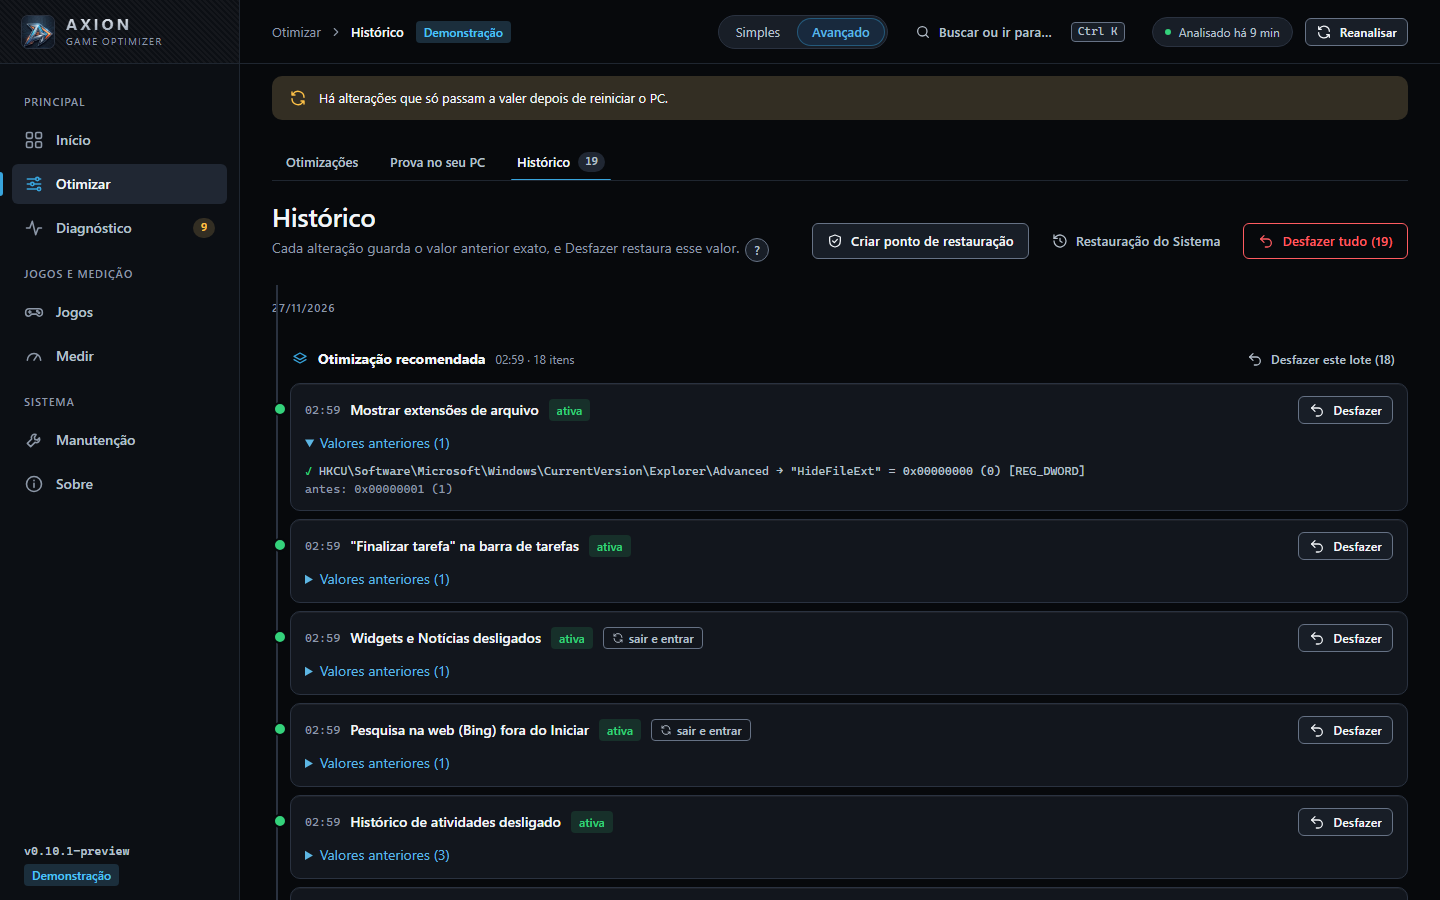 AXION
GAME OPTIMIZER
Otimizar > Histórico Demonstração
Simples Avançado
Buscar ou ir para... Ctrl K
Analisado há 9 min
Reanalisar
PRINCIPAL
Início
Otimizar
Diagnóstico 9
JOGOS E MEDIÇÃO
Jogos
Medir
SISTEMA
Manutenção
Sobre
v0.10.1-preview
Demonstração
Há alterações que só passam a valer depois de reiniciar o PC.
Otimizações Prova no seu PC Histórico 19
Histórico
Cada alteração guarda o valor anterior exato, e Desfazer restaura esse valor. ?
Criar ponto de restauração
Restauração do Sistema
Desfazer tudo (19)
27/11/2026
Otimização recomendada 02:59 · 18 itens
Desfazer este lote (18)
02:59 Mostrar extensões de arquivo ativa
Desfazer
▼ Valores anteriores (1)
✓ HKCU\Software\Microsoft\Windows\CurrentVersion\Explorer\Advanced → "HideFileExt" = 0x00000000 (0) [REG_DWORD]
antes: 0x00000001 (1)
02:59 "Finalizar tarefa" na barra de tarefas ativa
Desfazer
▶ Valores anteriores (1)
02:59 Widgets e Notícias desligados ativa sair e entrar
Desfazer
▶ Valores anteriores (1)
02:59 Pesquisa na web (Bing) fora do Iniciar ativa sair e entrar
Desfazer
▶ Valores anteriores (1)
02:59 Histórico de atividades desligado ativa
Desfazer
▶ Valores anteriores (3)